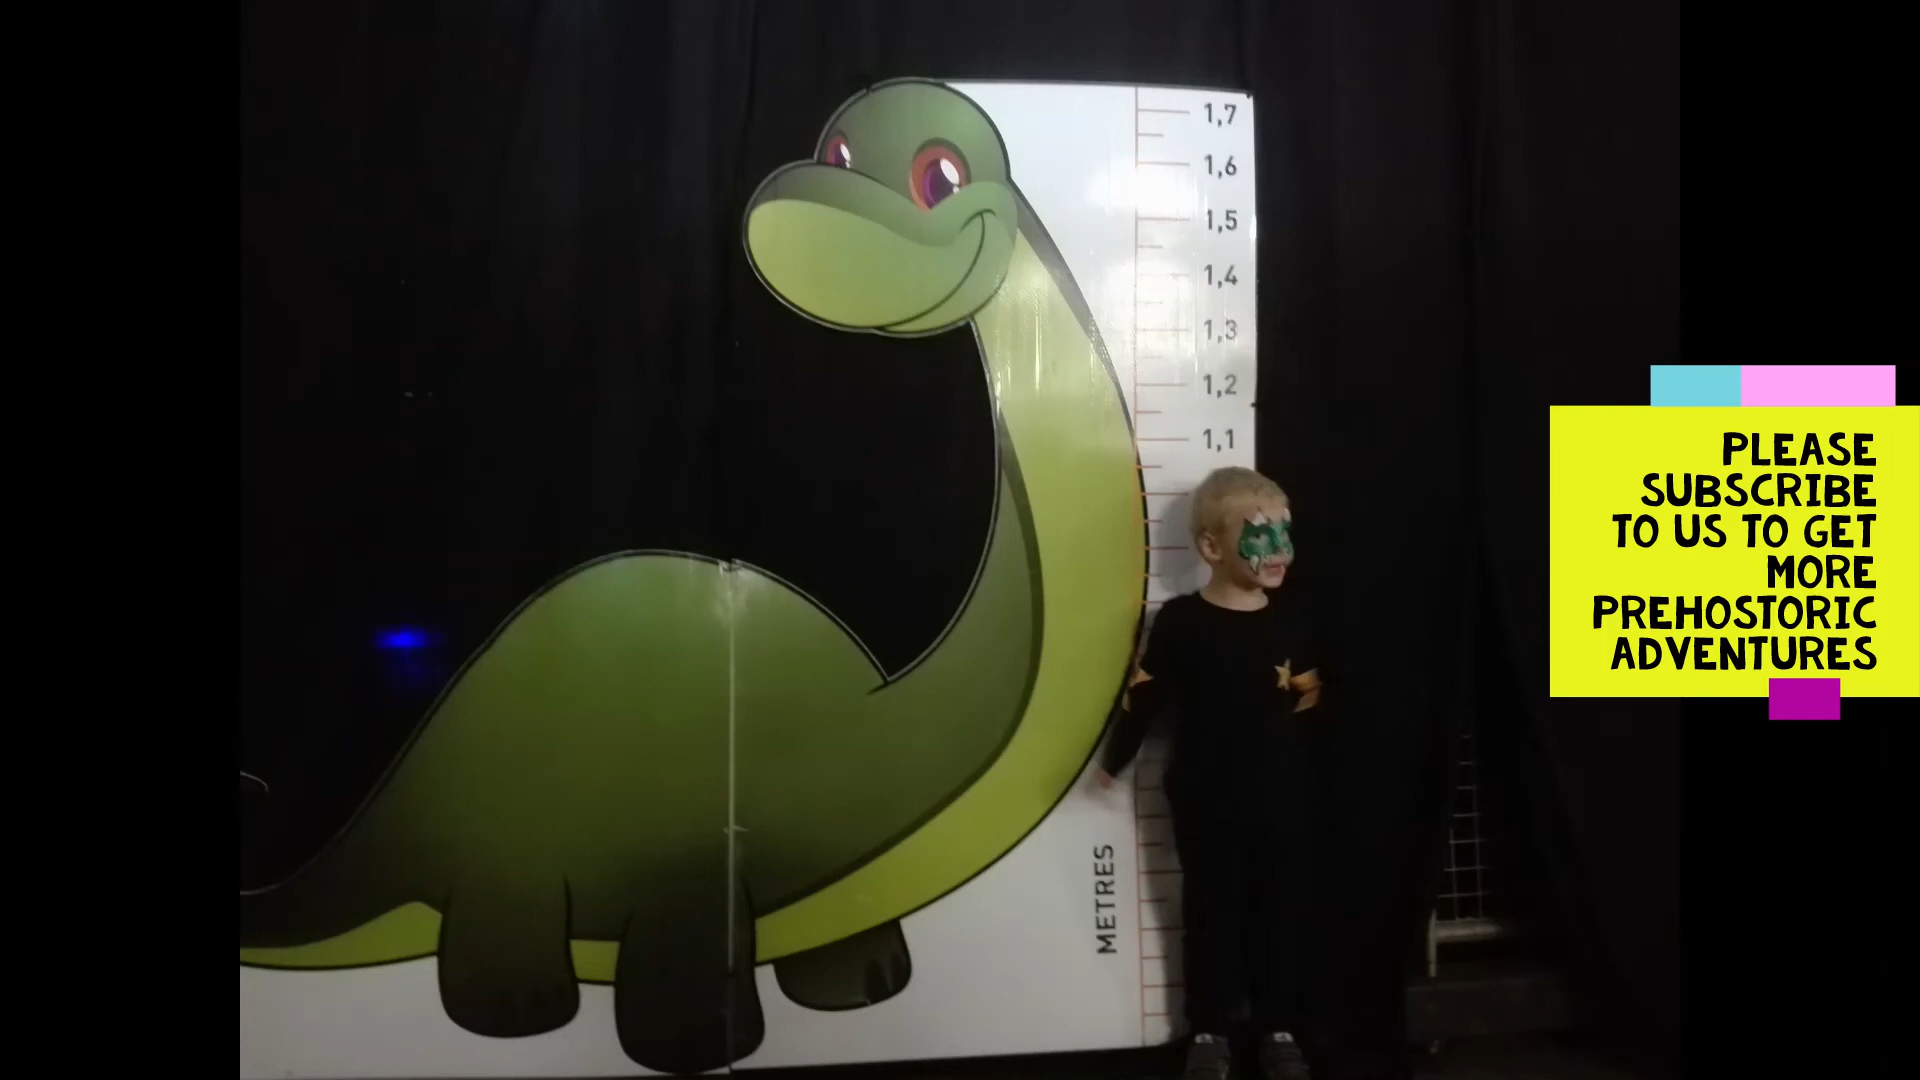 1,7
1,6
1,5
1,4
1,3
1,2
1,1
METRES
PLEASE
SUBSCRIBE
TO US TO GET
MORE
PREHOSTORIC
ADVENTURES